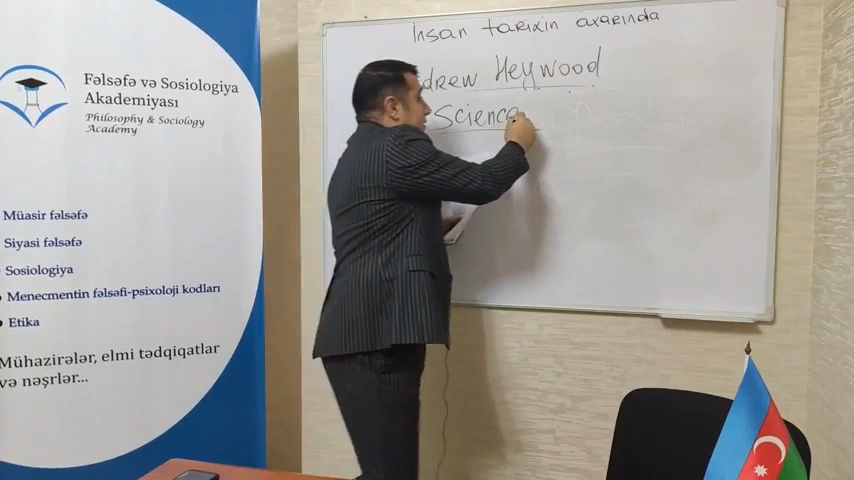 Fəlsəfə və Sosiologiya
Akademiyası
Philosophy & Sociology
Academy
Müasir fəlsəfə
Siyasi fəlsəfə
Sosiologiya
• Menecmentin fəlsəfi-psixoloji kodları
• Etika
Mühazirələr, elmi tədqiqatlar
və nəşrlər...
İnsan tarixin axarında
drew Heywood
Science